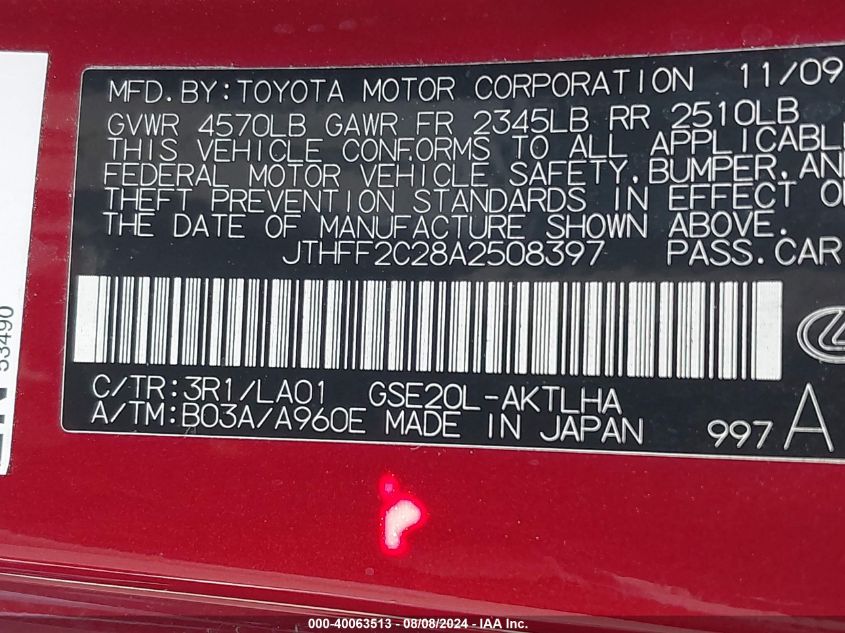 MFD.BY:TOYOTA MOTOR CORPORATION 11/09
GVWR 4570LB GAWR FR 2345LB RR 2510LB
THIS VEHICLE CONFORMS TO ALL APPLICABL
FEDERAL MOTOR VEHICLE SAFETY,BUMPER,AN
THEFT PREVENTION STANDARDS IN EFFECT O
THE DATE OF MANUFACTURE SHOWN ABOVE.
JTHFF2C28A2508397 PASS.CAR
C/TR:3R1/LA01 GSE20L-AKTLHA
A/TM:B03A/A960E MADE IN JAPAN 997 A
53490
000-40063513 - 08/08/2024 - IAA Inc.